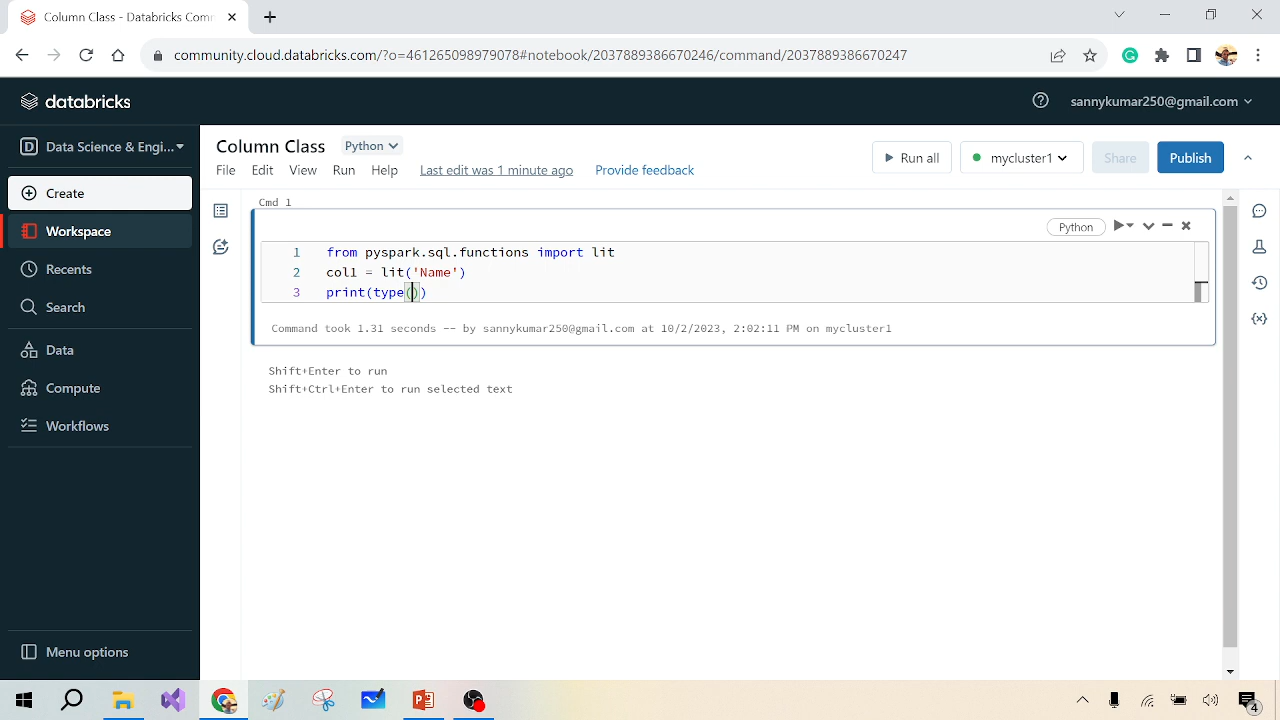 Column Class - Databricks Com
community.cloud.databricks.com/?o=461265098979078#notebook/2037889386670246/command/2037889386670247
databricks
sannykumar250@gmail.com
D Data Science & Engi...
Create
Workspace
Recents
Search
Data
Compute
Workflows
Menu options
Column Class Python
File Edit View Run Help Last edit was 1 minute ago Provide feedback
Run all mycluster1 Share Publish
Cmd 1
Python
1 from pyspark.sql.functions import lit
2 col1 = lit('Name')
3 print(type())
Command took 1.31 seconds -- by sannykumar250@gmail.com at 10/2/2023, 2:02:11 PM on mycluster1
Shift+Enter to run
Shift+Ctrl+Enter to run selected text
4